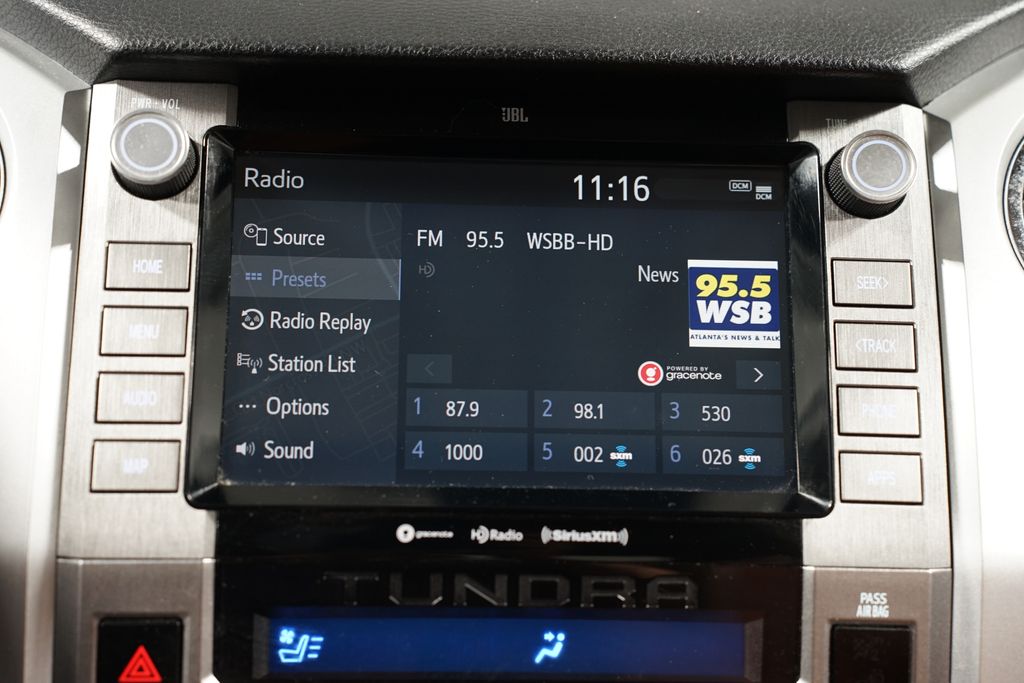 PWR · VOL
JBL
TUNE
Radio
11:16
DCM
DCM
HOME
MENU
AUDIO
MAP
Source
Presets
Radio Replay
Station List
Options
Sound
FM 95.5 WSBB-HD
HD
News
95.5
WSB
ATLANTA'S NEWS & TALK
POWERED BY
gracenote
<
>
1 87.9
2 98.1
3 530
4 1000
5 002 sxm
6 026 sxm
SEEK>
<TRACK
PHONE
APPS
gracenote
HD Radio
((SiriusXM))
TUNDRA
PASS
AIR BAG